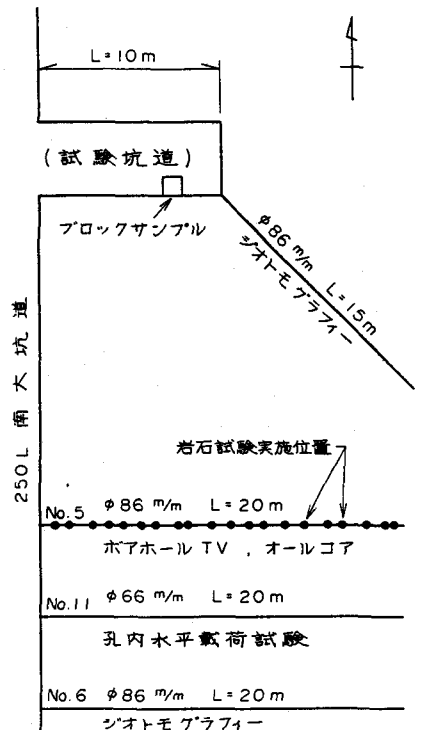 L=10m
(試験坑道)
ブロックサンプル
φ86 m/m L=15m
ジオトモグラフィー
250L 南大坑道
岩石試験実施位置
No.5 φ86 m/m L=20m
ボアホールTV , オールコア
No.11 φ66 m/m L=20m
孔内水平載荷試験
No.6 φ86 m/m L=20m
ジオトモグラフィー